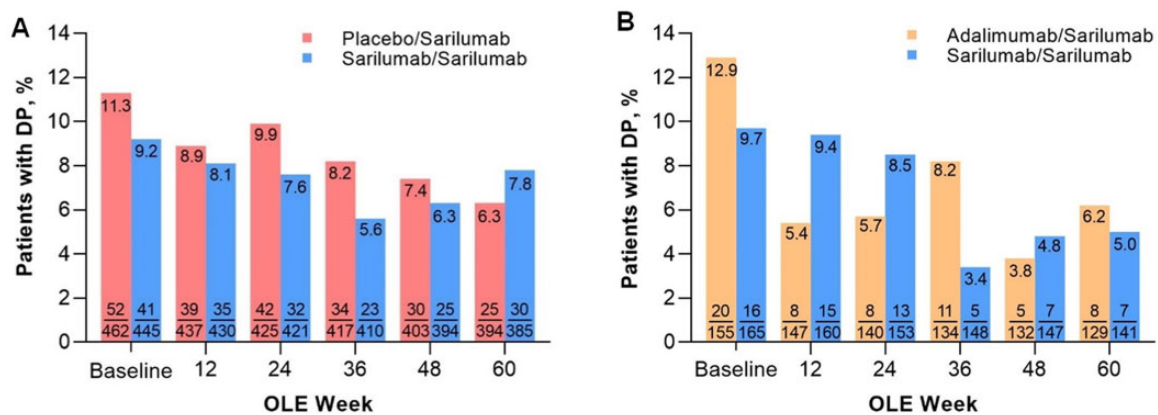 A
Patients with DP, %
14
12
10
8
6
4
2
0
Placebo/Sarilumab
Sarilumab/Sarilumab
11.3
9.2
8.9
8.1
9.9
7.6
8.2
5.6
7.4
6.3
6.3
7.8
52 41 39 35 42 32 34 23 30 25 25 30
462 445 437 430 425 421 417 410 403 394 394 385
Baseline 12 24 36 48 60
OLE Week
B
Patients with DP, %
14
12
10
8
6
4
2
0
Adalimumab/Sarilumab
Sarilumab/Sarilumab
12.9
9.7
5.4
9.4
5.7
8.5
8.2
3.4
3.8
4.8
6.2
5.0
20 16 8 15 8 13 11 5 5 7 8 7
155 165 147 160 140 153 134 148 132 147 129 141
Baseline 12 24 36 48 60
OLE Week